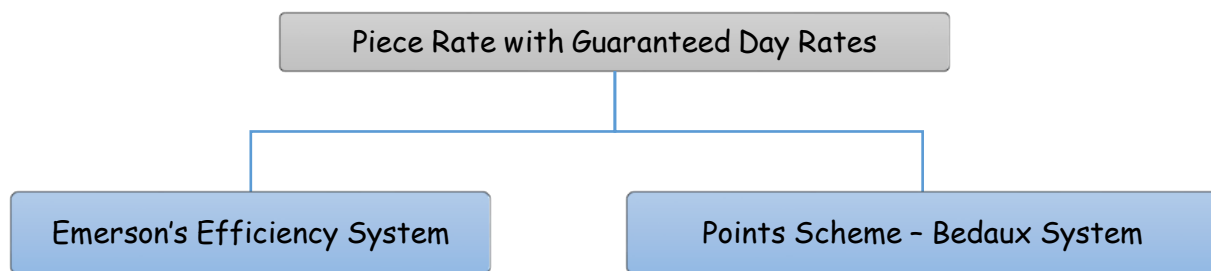 Piece Rate with Guaranteed Day Rates
Emerson’s Efficiency System
Points Scheme – Bedaux System